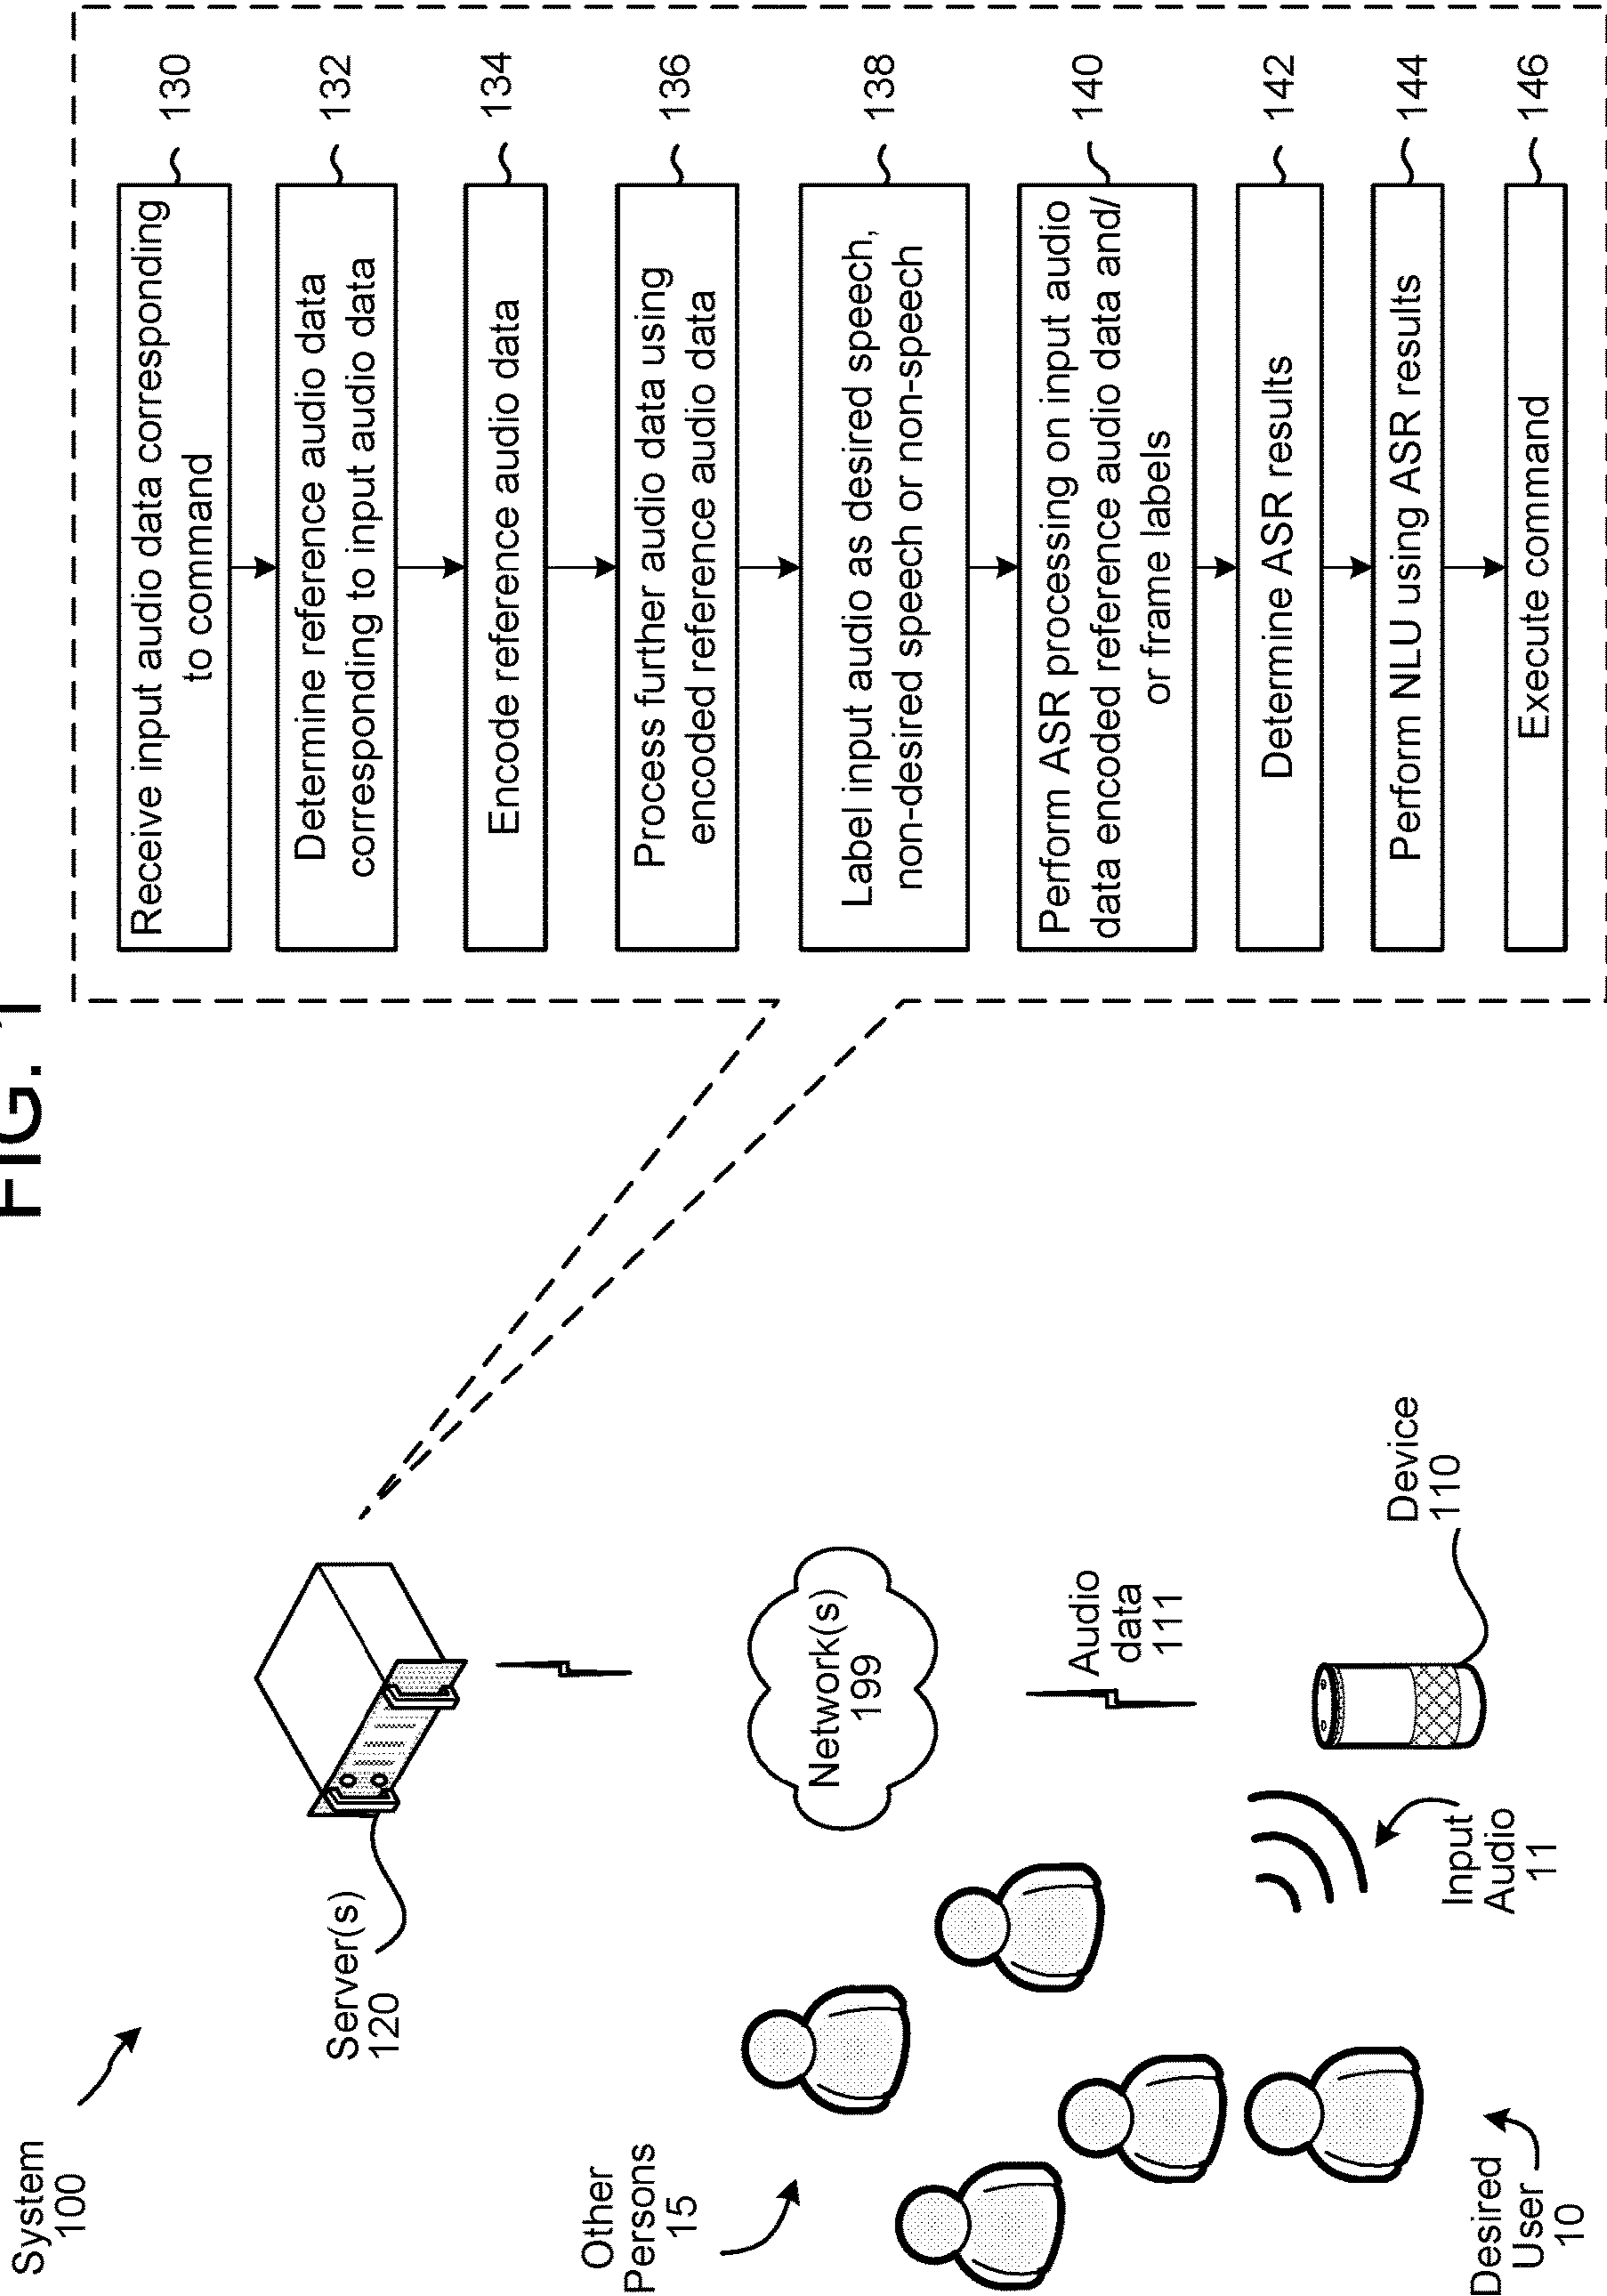 FIG. 1
System
100
Server(s)
120
Other
Persons
15
Network(s)
199
Audio
data
111
Device
110
Input
Audio
11
Desired
User
10
Receive input audio data corresponding
to command
130
Determine reference audio data
corresponding to input audio data
132
Encode reference audio data
134
Process further audio data using
encoded reference audio data
136
Label input audio as desired speech,
non-desired speech or non-speech
138
Perform ASR processing on input audio
data encoded reference audio data and/
or frame labels
140
Determine ASR results
142
Perform NLU using ASR results
144
Execute command
146